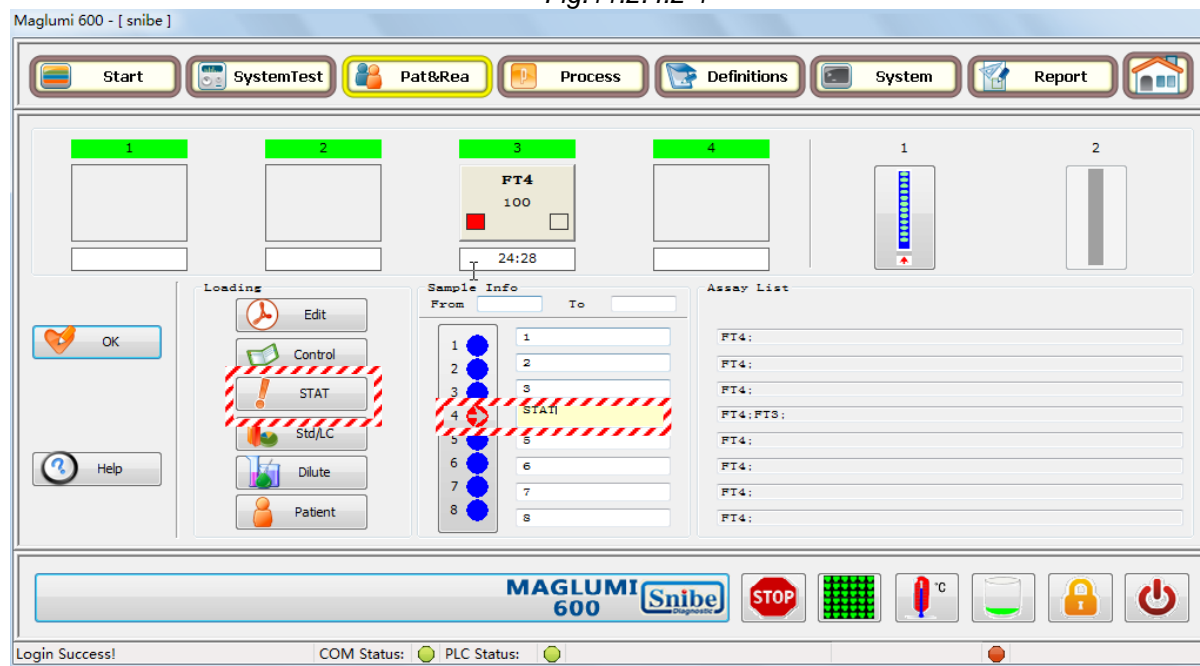 Maglumi 600 - [ snibe ]
Start SystemTest Pat&Rea Process Definitions System Report
1 2 3 4 1 2
FT4
100
24:28
Loading
Edit
Control
STAT
Std/LC
Dilute
Patient
OK
Help
Sample Info
From To
1 1
2 2
3 3
4 STAT
5 5
6 6
7 7
8 8
Assay List
FT4;
FT4;
FT4;
FT4;FT3;
FT4;
FT4;
FT4;
FT4;
MAGLUMI
600
Snibe
Diagnostic
STOP
°C
Login Success! COM Status: PLC Status: